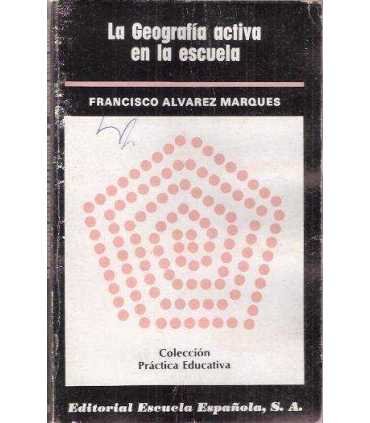 La Geografía activa
en la escuela
FRANCISCO ALVAREZ MARQUES
Colección
Práctica Educativa
Editorial Escuela Española, S. A.